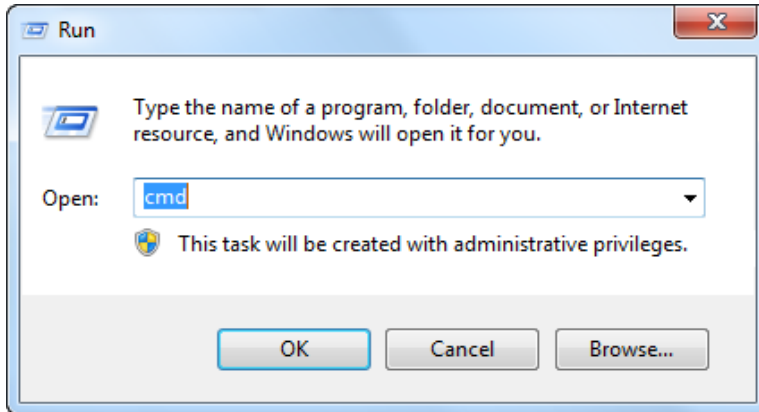 Run
Type the name of a program, folder, document, or Internet
resource, and Windows will open it for you.
Open: cmd
This task will be created with administrative privileges.
OK Cancel Browse...